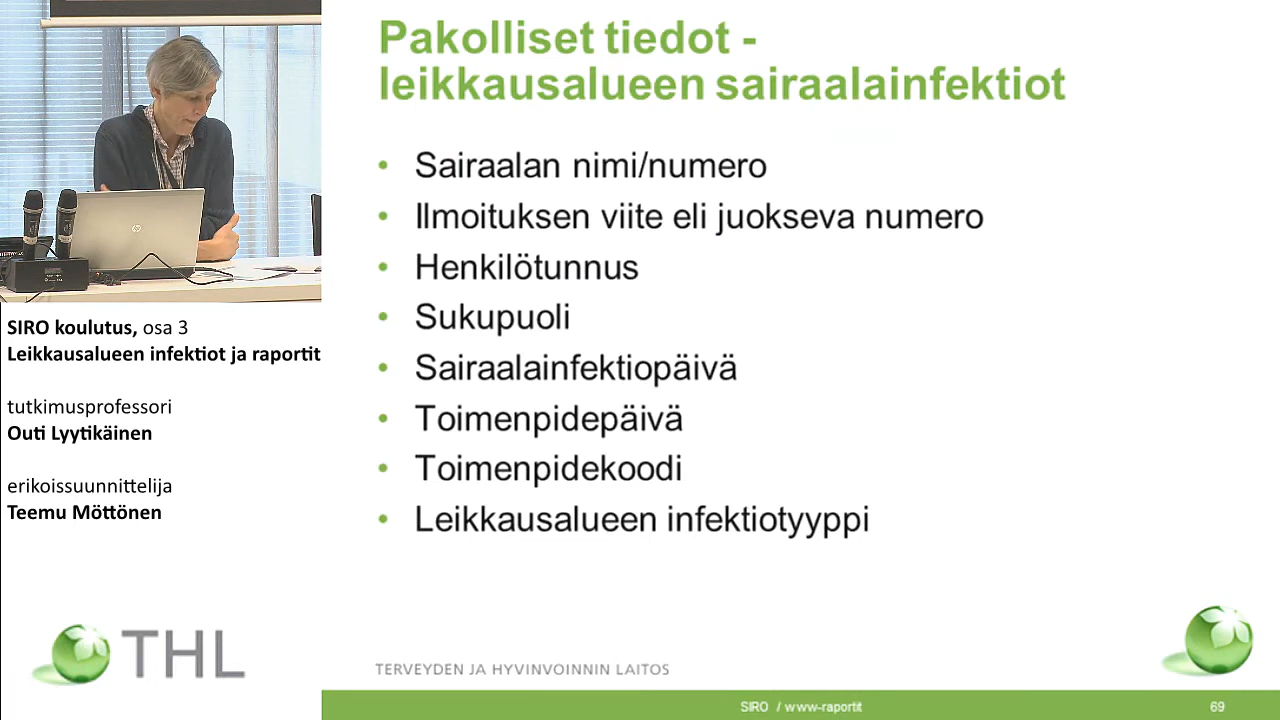 Pakolliset tiedot -
leikkausalueen sairaalainfektiot
• Sairaalan nimi/numero
• Ilmoituksen viite eli juokseva numero
• Henkilötunnus
• Sukupuoli
• Sairaalainfektiopäivä
• Toimenpidepäivä
• Toimenpidekoodi
• Leikkausalueen infektiotyyppi
hp
SIRO koulutus, osa 3
Leikkausalueen infektiot ja raportit
tutkimusprofessori
Outi Lyytikäinen
erikoissuunnittelija
Teemu Möttönen
THL
TERVEYDEN JA HYVINVOINNIN LAITOS
SIRO / www-raportit
69